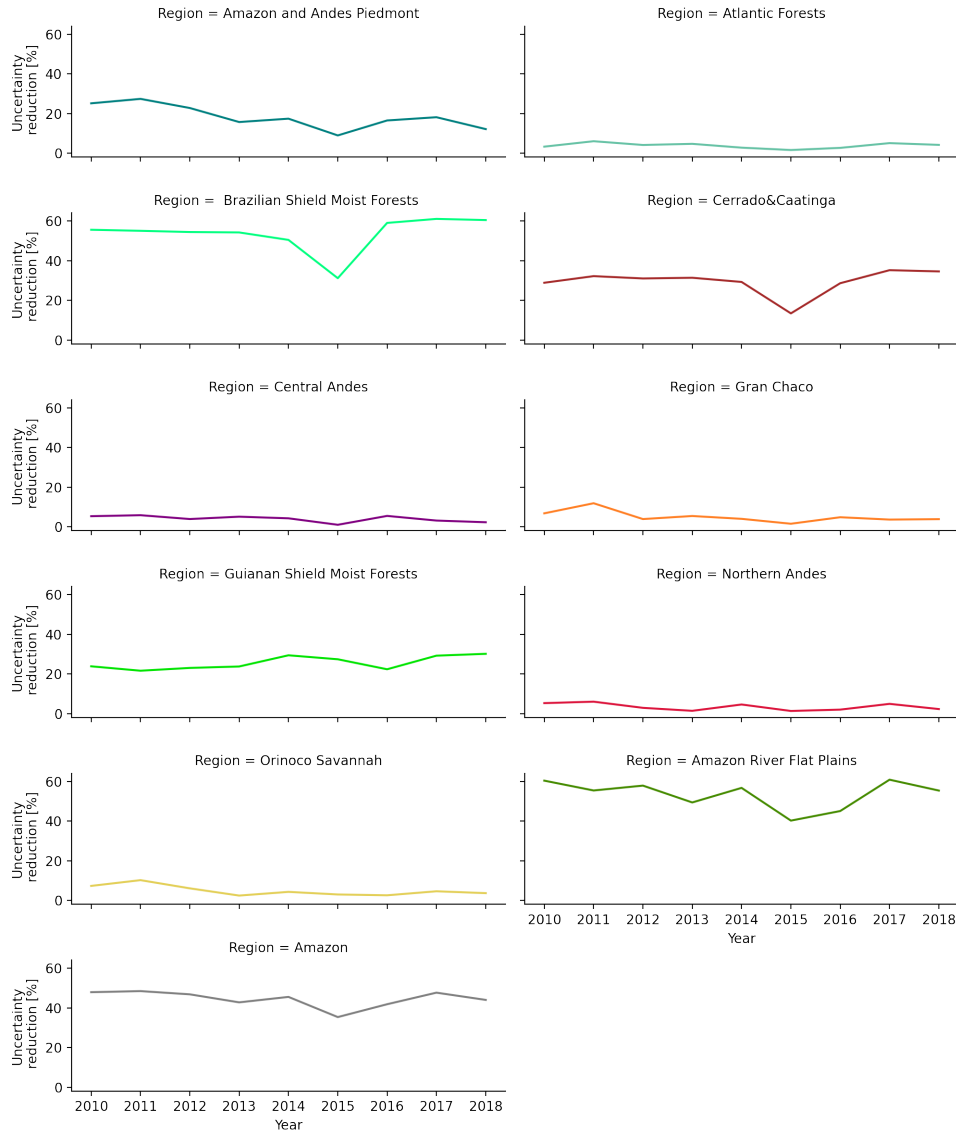 Region = Amazon and Andes Piedmont
Region = Atlantic Forests
Uncertainty
reduction [%]
60
40
20
0
Region =  Brazilian Shield Moist Forests
Region = Cerrado&Caatinga
Uncertainty
reduction [%]
60
40
20
0
Region = Central Andes
Region = Gran Chaco
Uncertainty
reduction [%]
60
40
20
0
Region = Guianan Shield Moist Forests
Region = Northern Andes
Uncertainty
reduction [%]
60
40
20
0
Region = Orinoco Savannah
Region = Amazon River Flat Plains
Uncertainty
reduction [%]
60
40
20
0
2010 2011 2012 2013 2014 2015 2016 2017 2018
Year
Region = Amazon
Uncertainty
reduction [%]
60
40
20
0
2010 2011 2012 2013 2014 2015 2016 2017 2018
Year